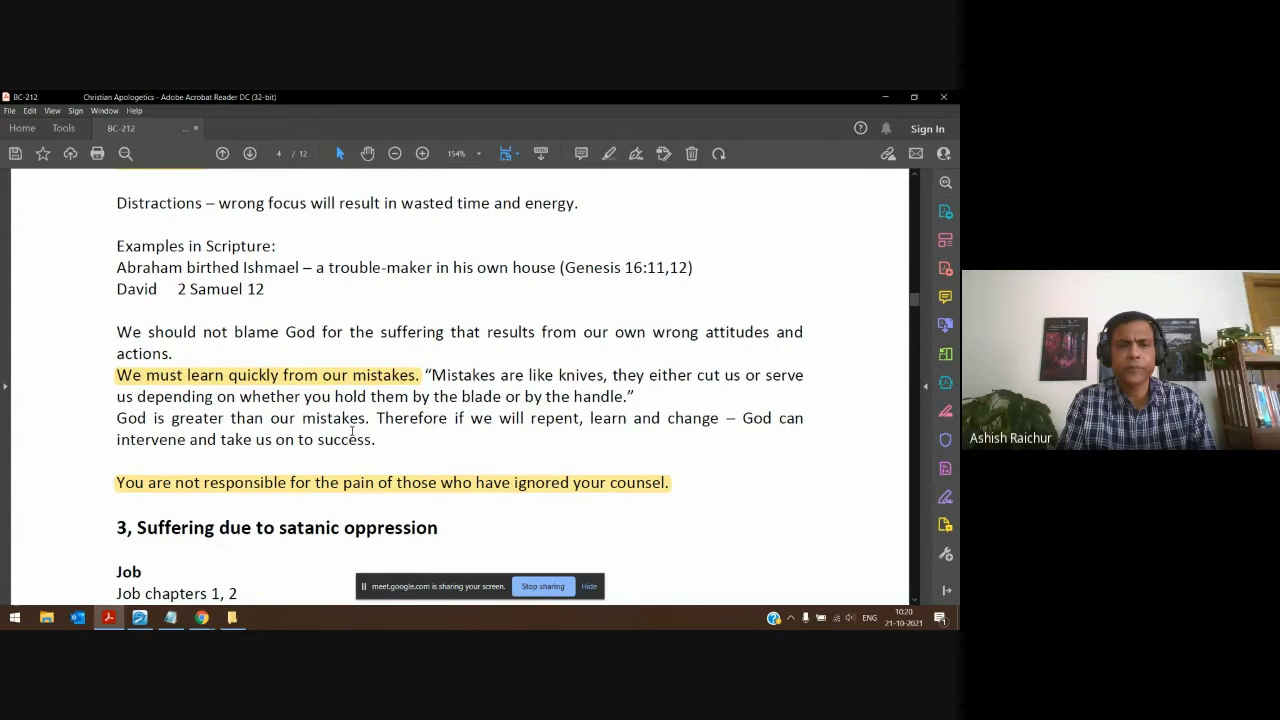 BC-212 Christian Apologetics - Adobe Acrobat Reader DC (32-bit)
File Edit View Sign Window Help
Home Tools BC-212 ... × Sign In
4 / 12 154%
Distractions – wrong focus will result in wasted time and energy.
Examples in Scripture:
Abraham birthed Ishmael – a trouble-maker in his own house (Genesis 16:11,12)
David 2 Samuel 12
We should not blame God for the suffering that results from our own wrong attitudes and
actions.
We must learn quickly from our mistakes. “Mistakes are like knives, they either cut us or serve
us depending on whether you hold them by the blade or by the handle.”
God is greater than our mistakes. Therefore if we will repent, learn and change – God can
intervene and take us on to success.
You are not responsible for the pain of those who have ignored your counsel.
3, Suffering due to satanic oppression
Job
Job chapters 1, 2
meet.google.com is sharing your screen. Stop sharing Hide
Ashish Raichur
ENG 10:20
21-10-2021